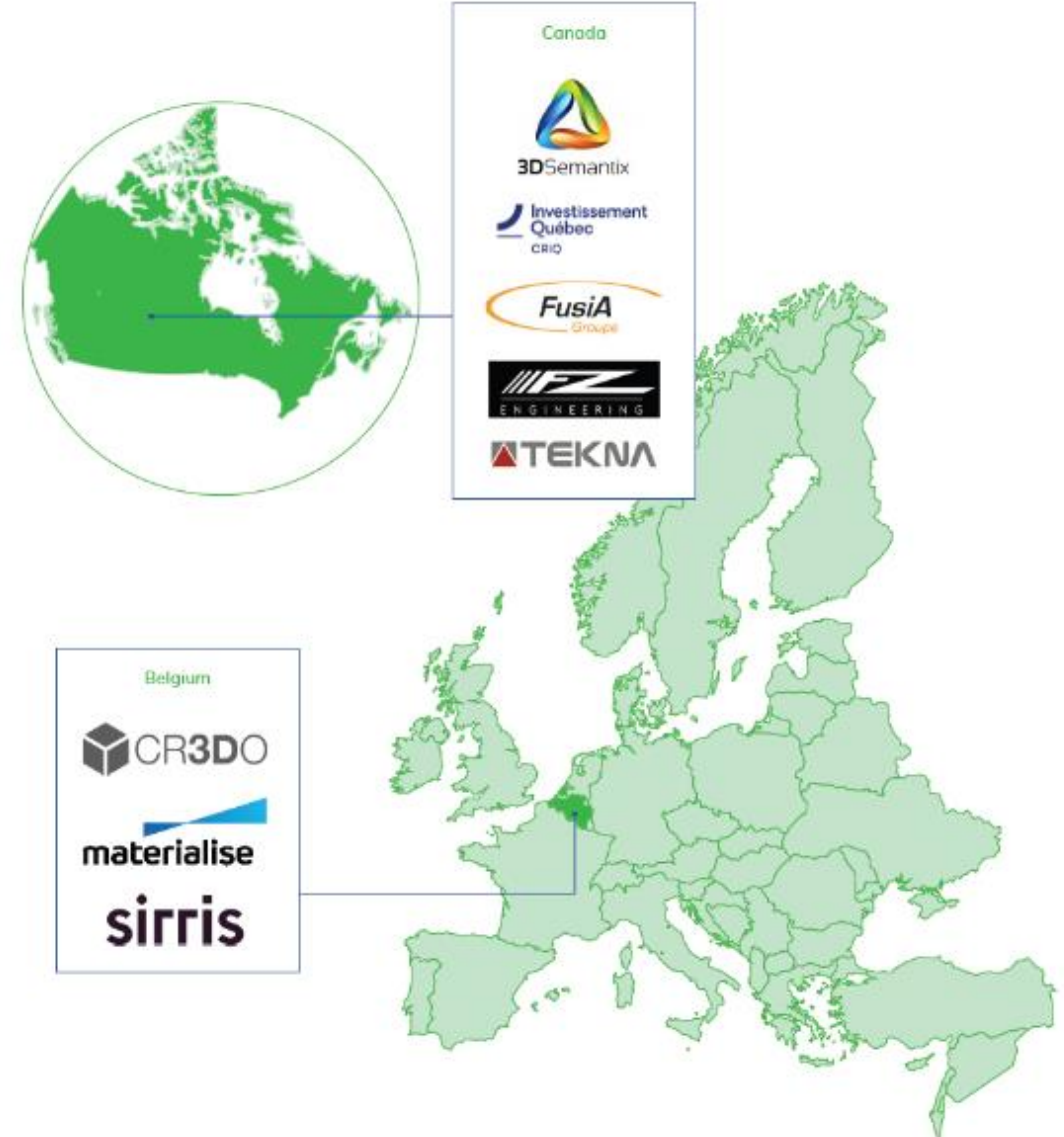 Canada
3DSemantix
Investissement
Québec
CRIQ
FusiA
Groupe
FZ
ENGINEERING
TEKNA
Belgium
CR3DO
materialise
sirris